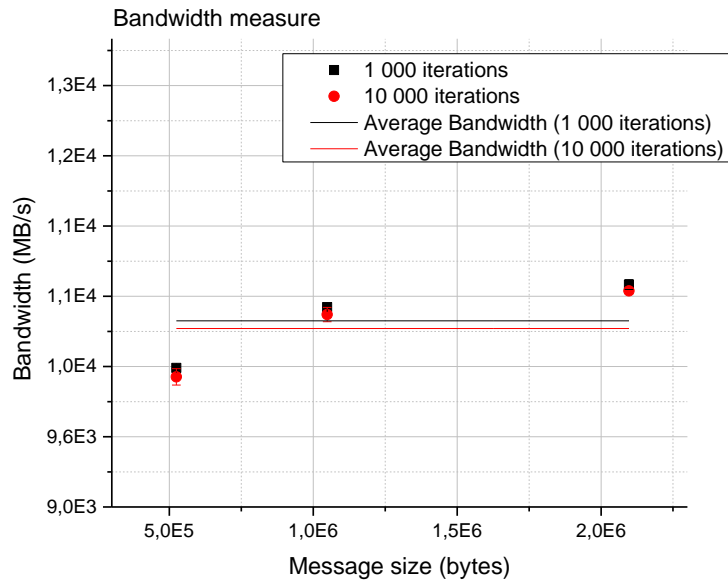 Bandwidth measure
1 000 iterations
10 000 iterations
Average Bandwidth (1 000 iterations)
Average Bandwidth (10 000 iterations)
1,3E4
1,2E4
1,1E4
1,1E4
1,0E4
9,6E3
9,0E3
Bandwidth (MB/s)
5,0E5 1,0E6 1,5E6 2,0E6
Message size (bytes)